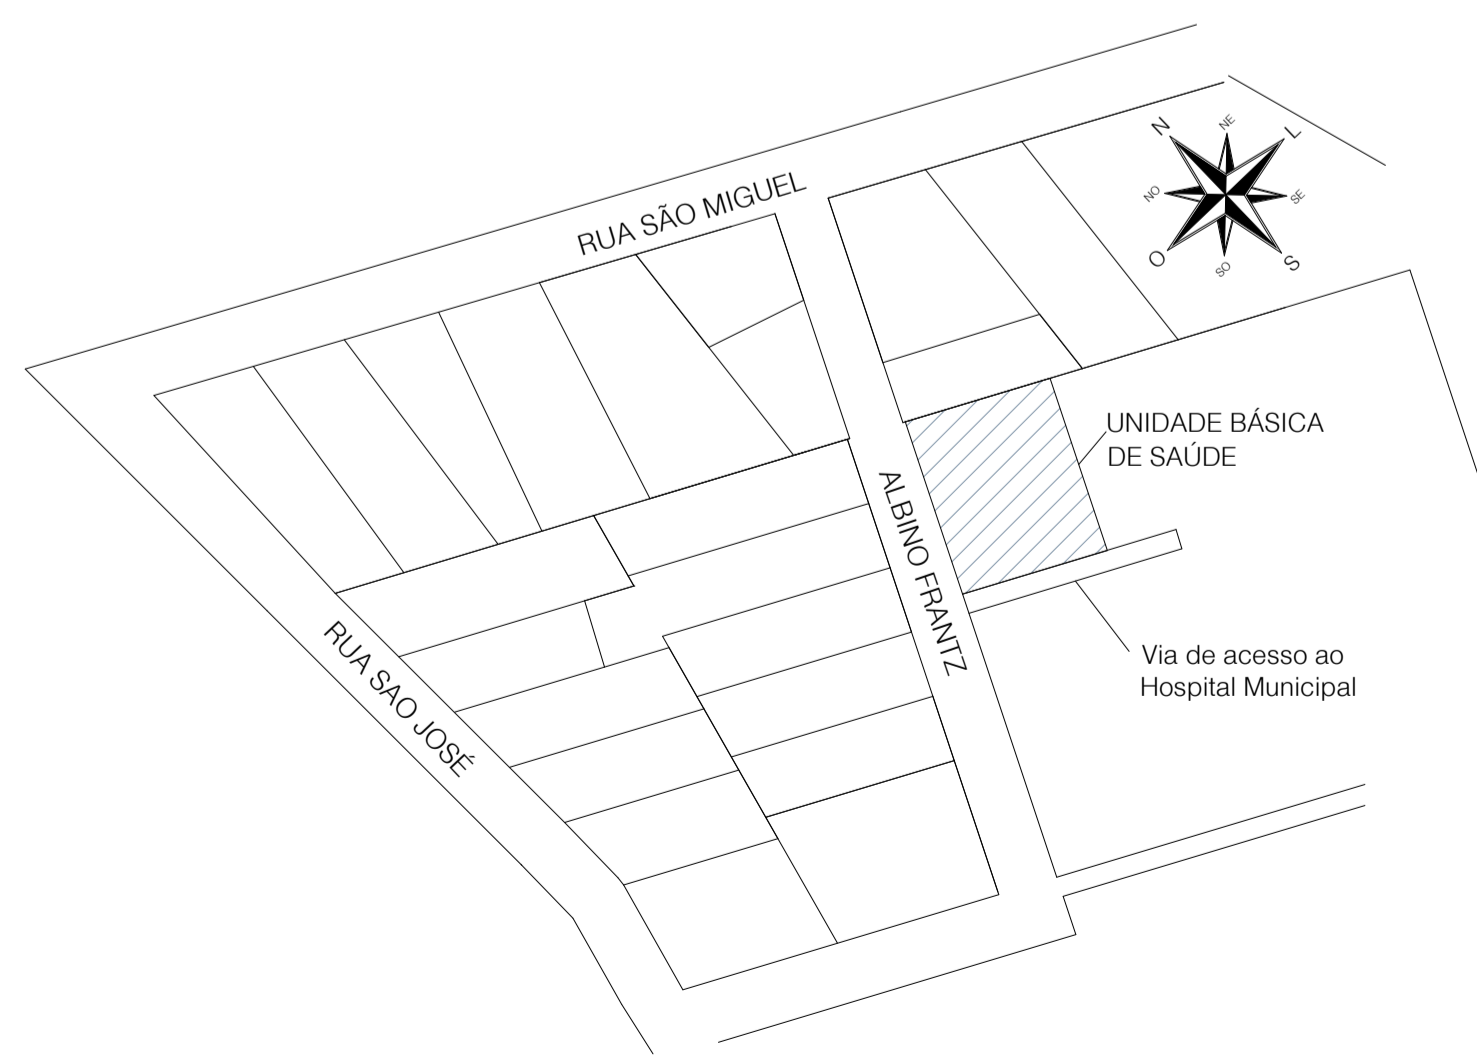 N
NE
L
NO
SE
O
SO
S
RUA SÃO MIGUEL
UNIDADE BÁSICA
DE SAÚDE
ALBINO FRANTZ
RUA SAO JOSÉ
Via de acesso ao
Hospital Municipal